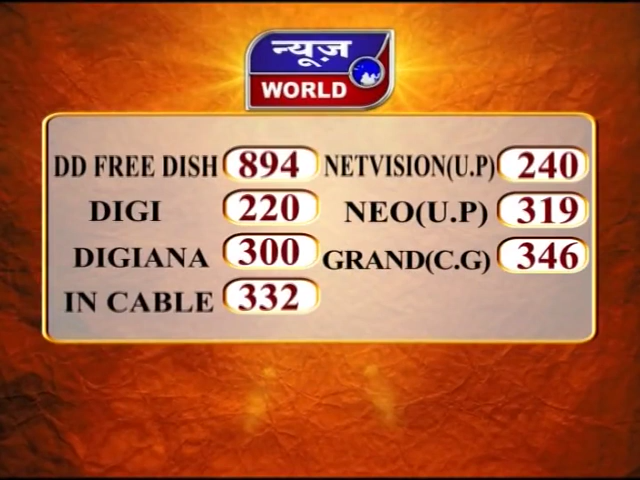 न्यूज़
WORLD
DD FREE DISH 894 NETVISION(U.P) 240
DIGI 220 NEO(U.P) 319
DIGIANA 300 GRAND(C.G) 346
IN CABLE 332